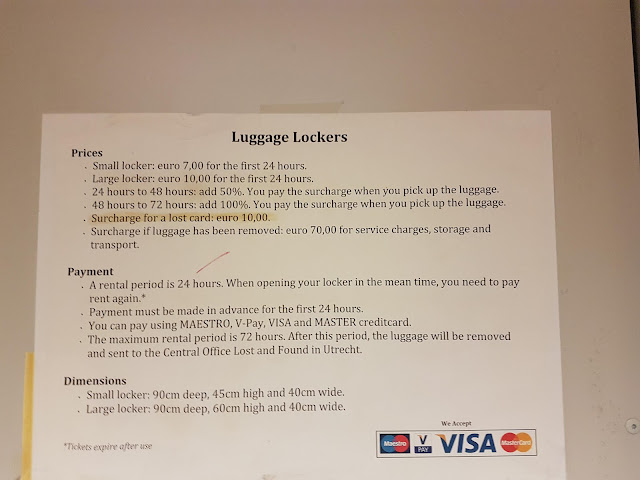 Luggage Lockers
Prices
· Small locker: euro 7,00 for the first 24 hours.
· Large locker: euro 10,00 for the first 24 hours.
· 24 hours to 48 hours: add 50%. You pay the surcharge when you pick up the luggage.
· 48 hours to 72 hours: add 100%. You pay the surcharge when you pick up the luggage.
· Surcharge for a lost card: euro 10,00.
· Surcharge if luggage has been removed: euro 70,00 for service charges, storage and
transport.
Payment
· A rental period is 24 hours. When opening your locker in the mean time, you need to pay
rent again.*
· Payment must be made in advance for the first 24 hours.
· You can pay using MAESTRO, V-Pay, VISA and MASTER creditcard.
· The maximum rental period is 72 hours. After this period, the luggage will be removed
and sent to the Central Office Lost and Found in Utrecht.
Dimensions
· Small locker: 90cm deep, 45cm high and 40cm wide.
· Large locker: 90cm deep, 60cm high and 40cm wide.
We Accept
Maestro V PAY VISA MasterCard
*Tickets expire after use